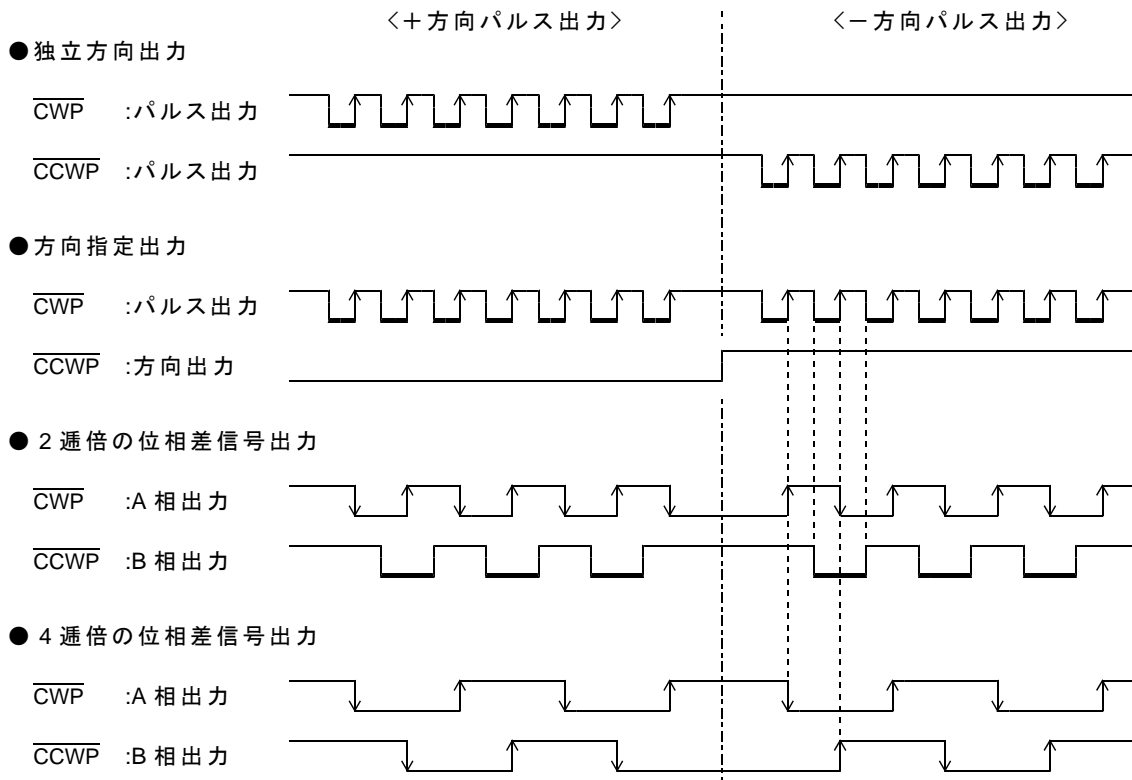 〈＋方向パルス出力〉 〈－方向パルス出力〉
●独立方向出力
CWP :パルス出力
CCWP :パルス出力
●方向指定出力
CWP :パルス出力
CCWP :方向出力
●２逓倍の位相差信号出力
CWP :A 相出力
CCWP :B 相出力
●４逓倍の位相差信号出力
CWP :A 相出力
CCWP :B 相出力